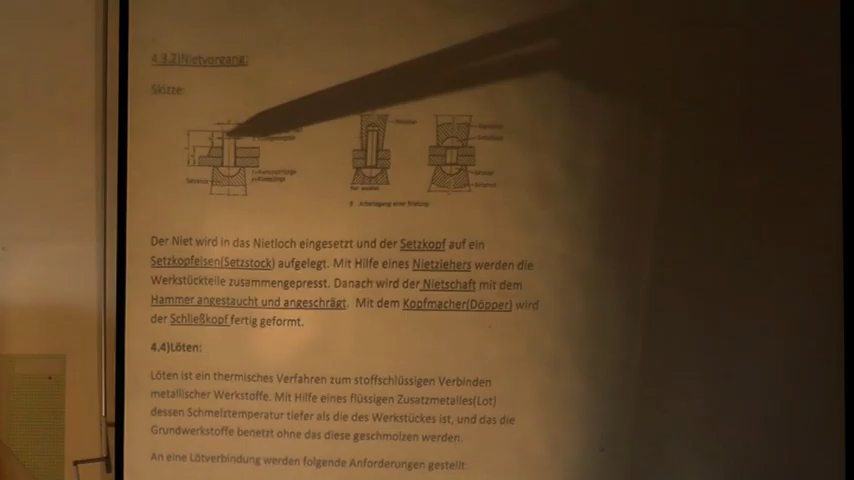 4.3.2)Nietvorgang:
Skizze:
Der Niet wird in das Nietloch eingesetzt und der Setzkopf auf ein
Setzkopfeisen(Setzstock) aufgelegt. Mit Hilfe eines Nietziehers werden die
Werkstückteile zusammengepresst. Danach wird der Nietschaft mit dem
Hammer angestaucht und angeschrägt. Mit dem Kopfmacher(Döpper) wird
der Schließkopf fertig geformt.
4.4)Löten:
Löten ist ein thermisches Verfahren zum stoffschlüssigen Verbinden
metallischer Werkstoffe. Mit Hilfe eines flüssigen Zusatzmetalles(Lot)
dessen Schmelztemperatur tiefer als die des Werkstückes ist, und das die
Grundwerkstoffe benetzt ohne das diese geschmolzen werden.
An eine Lötverbindung werden folgende Anforderungen gestellt: